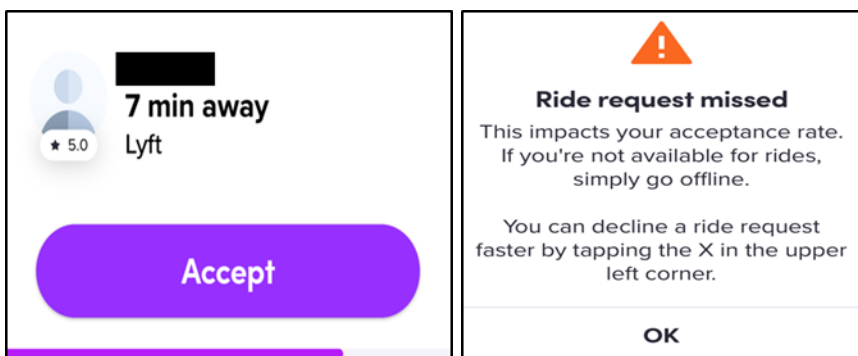 7 min away
★ 5.0
Lyft
Accept
Ride request missed
This impacts your acceptance rate.
If you're not available for rides,
simply go offline.
You can decline a ride request
faster by tapping the X in the upper
left corner.
OK